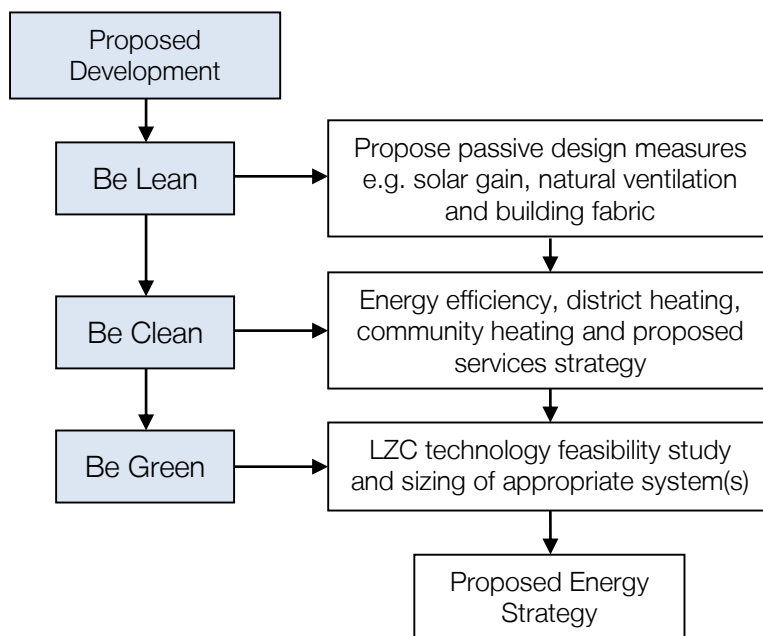 Proposed
Development
Be Lean
Propose passive design measures
e.g. solar gain, natural ventilation
and building fabric
Be Clean
Energy efficiency, district heating,
community heating and proposed
services strategy
Be Green
LZC technology feasibility study
and sizing of appropriate system(s)
Proposed Energy
Strategy